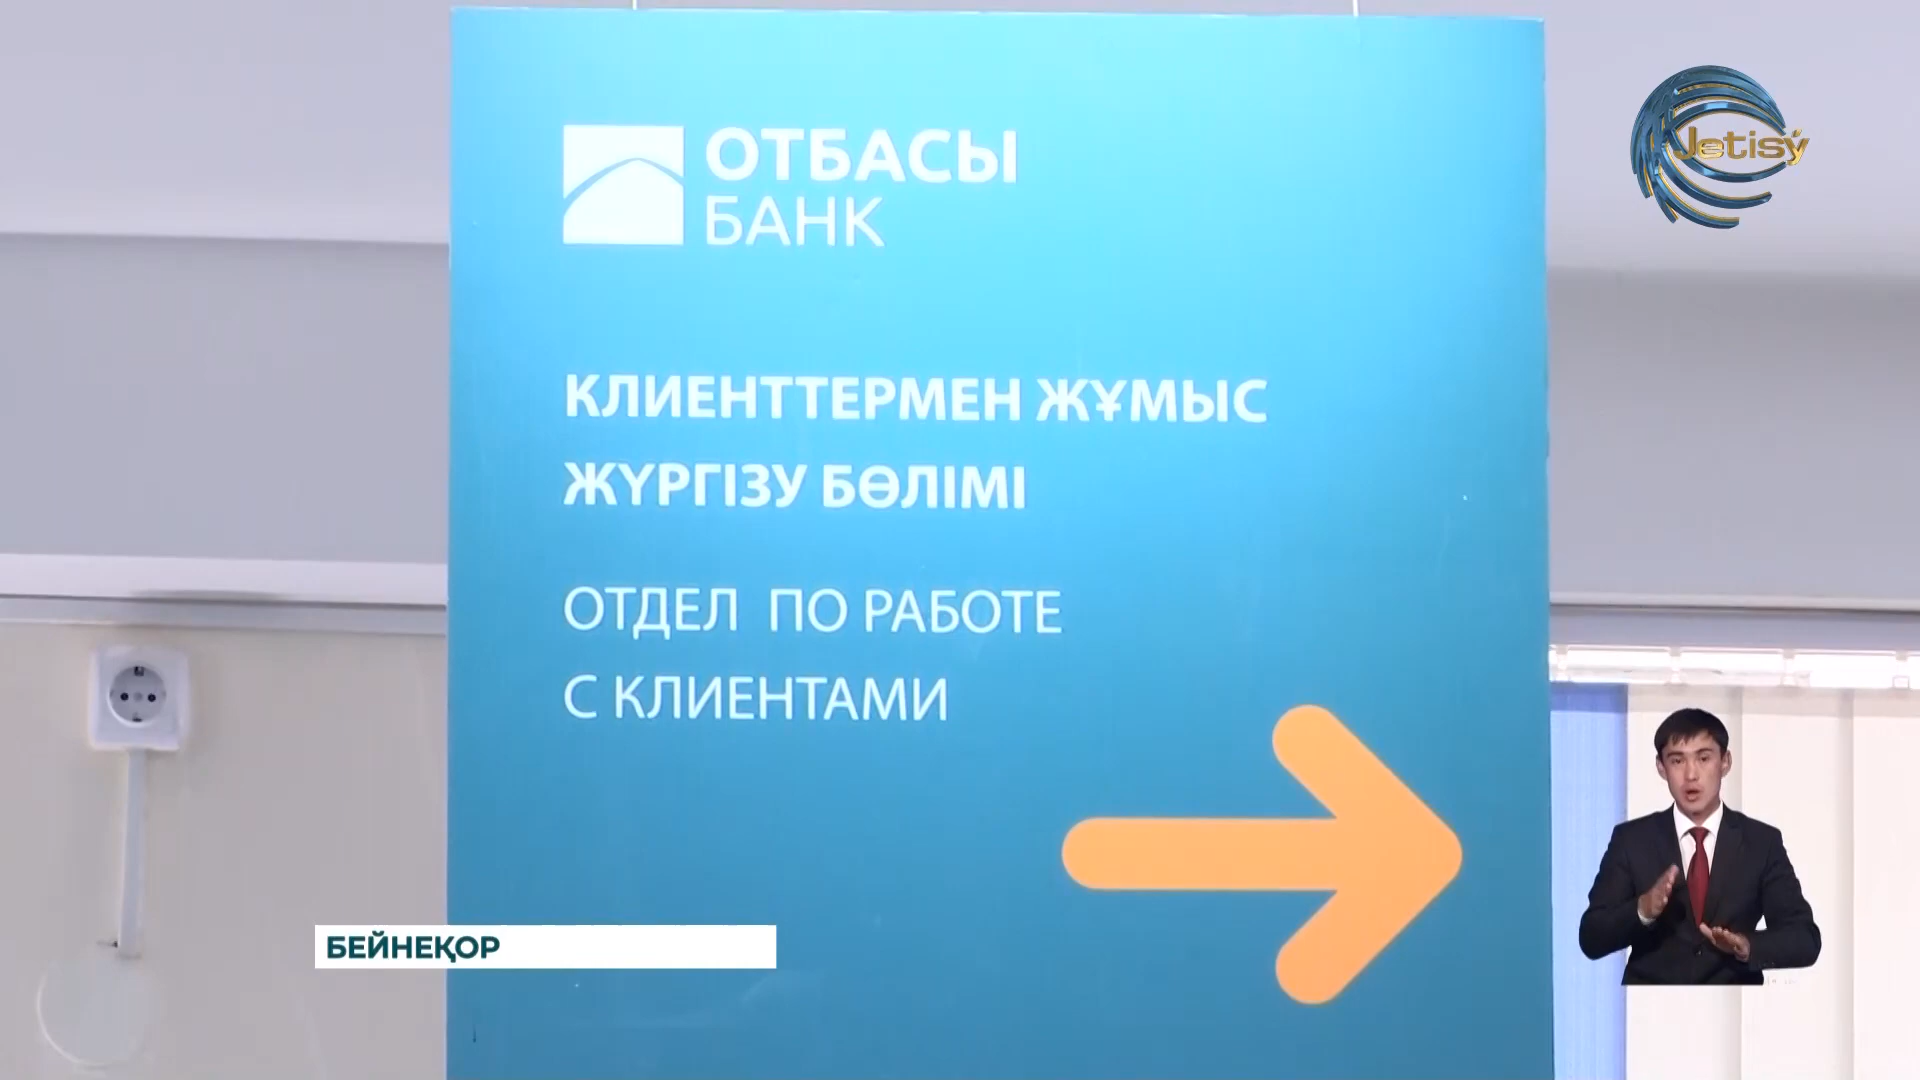 ОТБАСЫ
БАНК
Jetisý
КЛИЕНТТЕРМЕН ЖҰМЫС
ЖҮРГІЗУ БӨЛІМІ
ОТДЕЛ ПО РАБОТЕ
С КЛИЕНТАМИ
БЕЙНЕҚОР